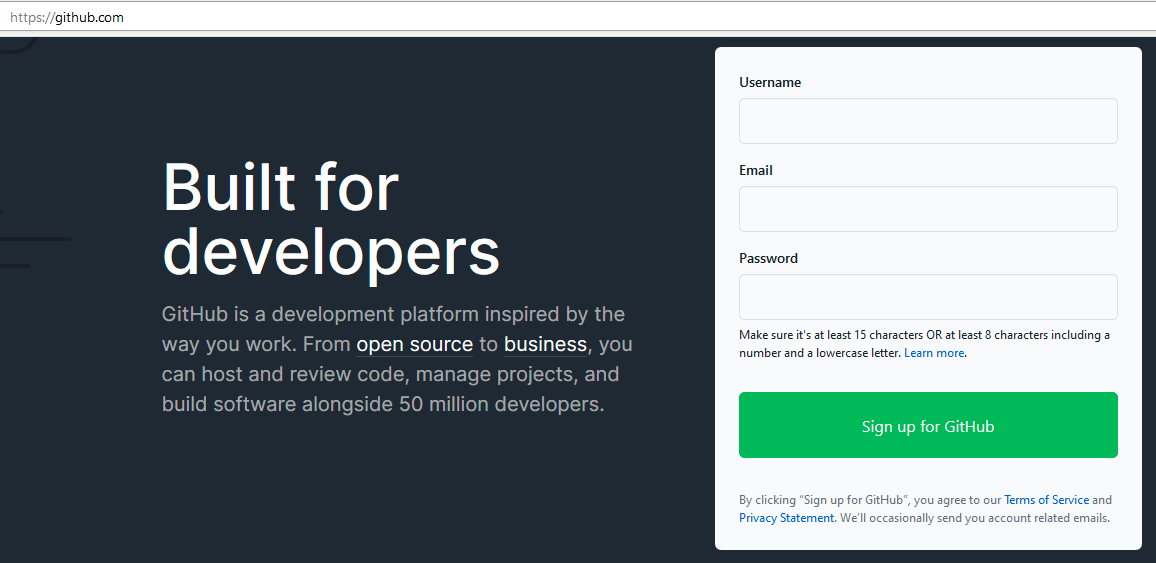 https://github.com
Built for
developers
GitHub is a development platform inspired by the
way you work. From open source to business, you
can host and review code, manage projects, and
build software alongside 50 million developers.
Username
Email
Password
Make sure it's at least 15 characters OR at least 8 characters including a
number and a lowercase letter. Learn more.
Sign up for GitHub
By clicking “Sign up for GitHub”, you agree to our Terms of Service and
Privacy Statement. We’ll occasionally send you account related emails.